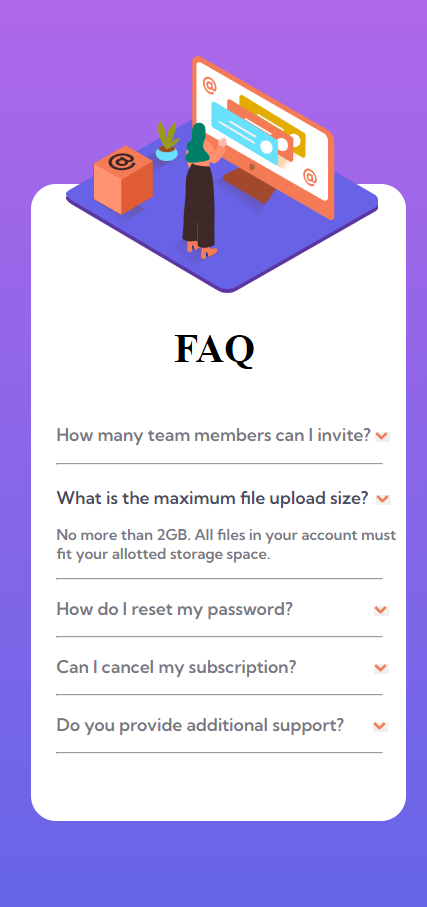 FAQ
How many team members can I invite?
What is the maximum file upload size?
No more than 2GB. All files in your account must
fit your allotted storage space.
How do I reset my password?
Can I cancel my subscription?
Do you provide additional support?